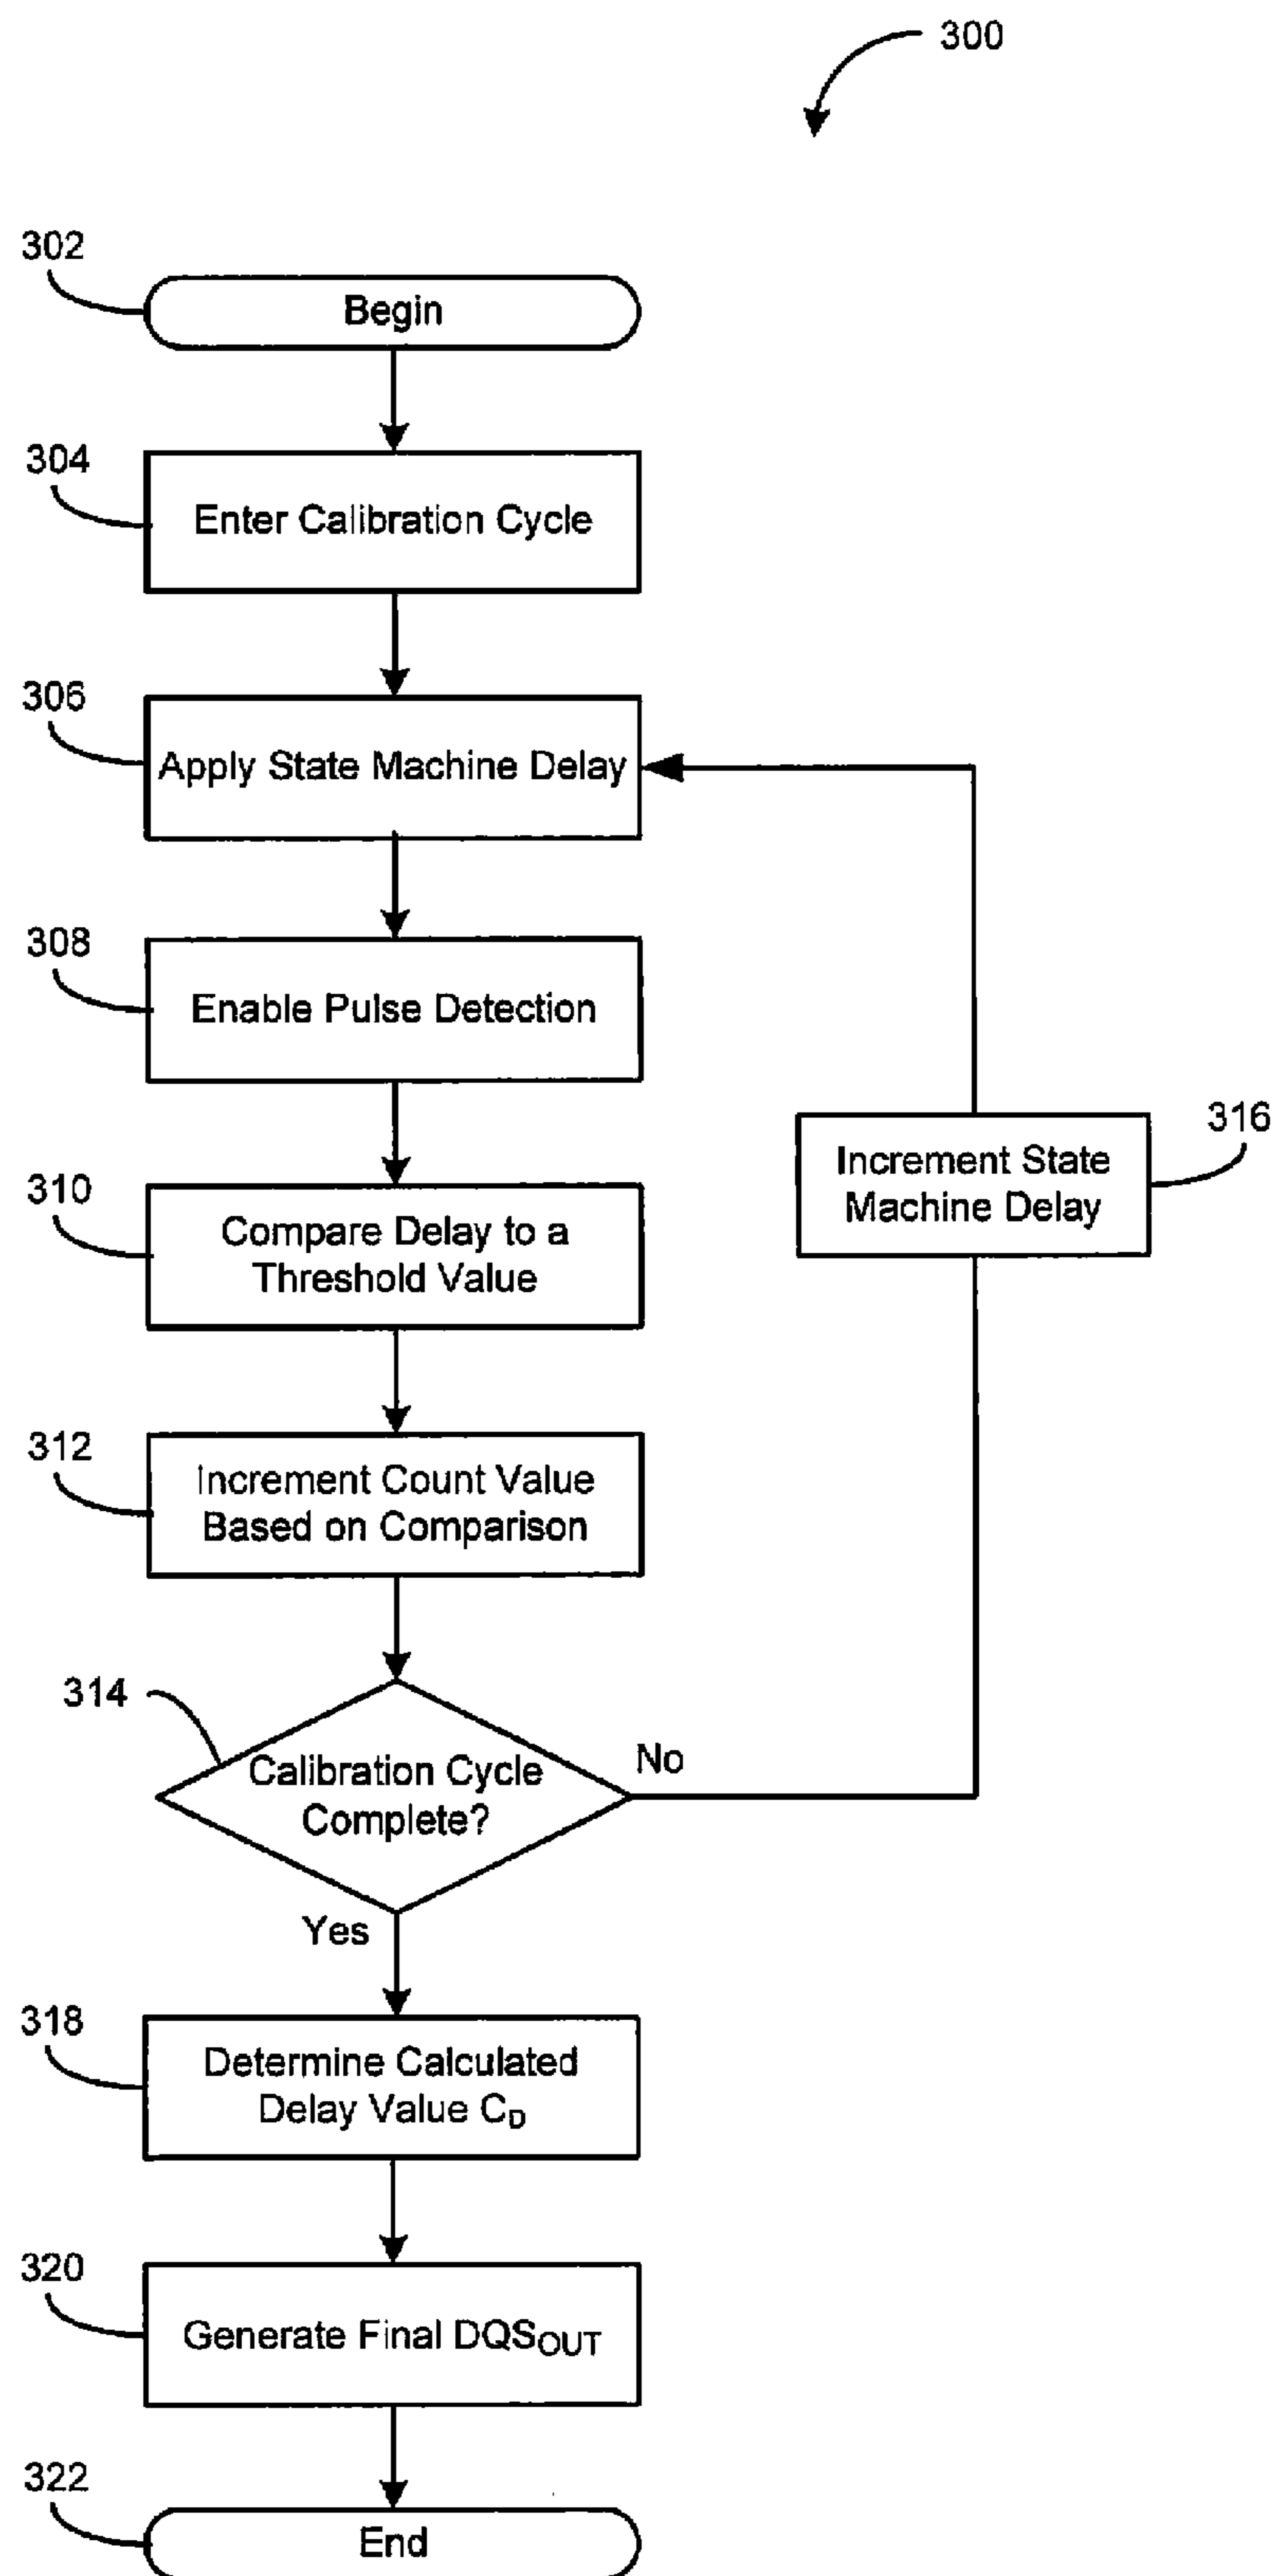 300
302
Begin
304
Enter Calibration Cycle
306
Apply State Machine Delay
308
Enable Pulse Detection
316
Increment State
Machine Delay
310
Compare Delay to a
Threshold Value
312
Increment Count Value
Based on Comparison
314
Calibration Cycle
Complete?
No
Yes
318
Determine Calculated
Delay Value C_D
320
Generate Final DQS_OUT
322
End